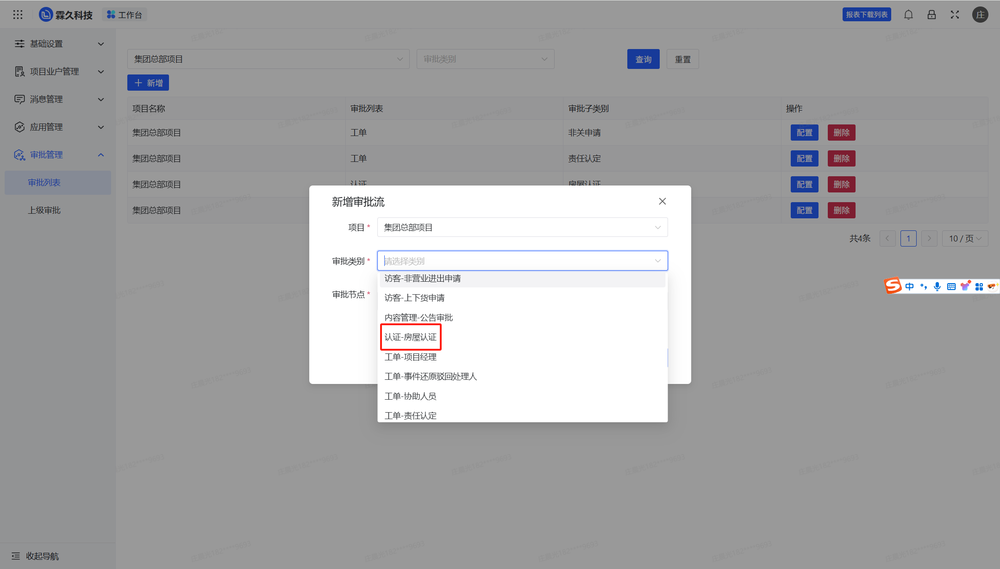 霖久科技
工作台
报表下载列表
庄
基础设置
项目业户管理
消息管理
应用管理
审批管理
审批列表
上级审批
收起导航
集团总部项目
审批类别
查询
重置
新增
项目名称 审批列表 审批子类别 操作
集团总部项目 工单 非关申请 配置 删除
集团总部项目 工单 责任认定 配置 删除
集团总部项目 认证 房屋认证 配置 删除
集团总部项目 配置 删除
共4条 1 10 / 页
新增审批流
项目 * 集团总部项目
审批类别 * 请选择类别
审批节点 *
访客-非营业进出申请
访客-上下货申请
内容管理-公告审批
认证-房屋认证
工单-项目经理
工单-事件还原驳回处理人
工单-协助人员
工单-责任认定
中
庄晨光182****9693